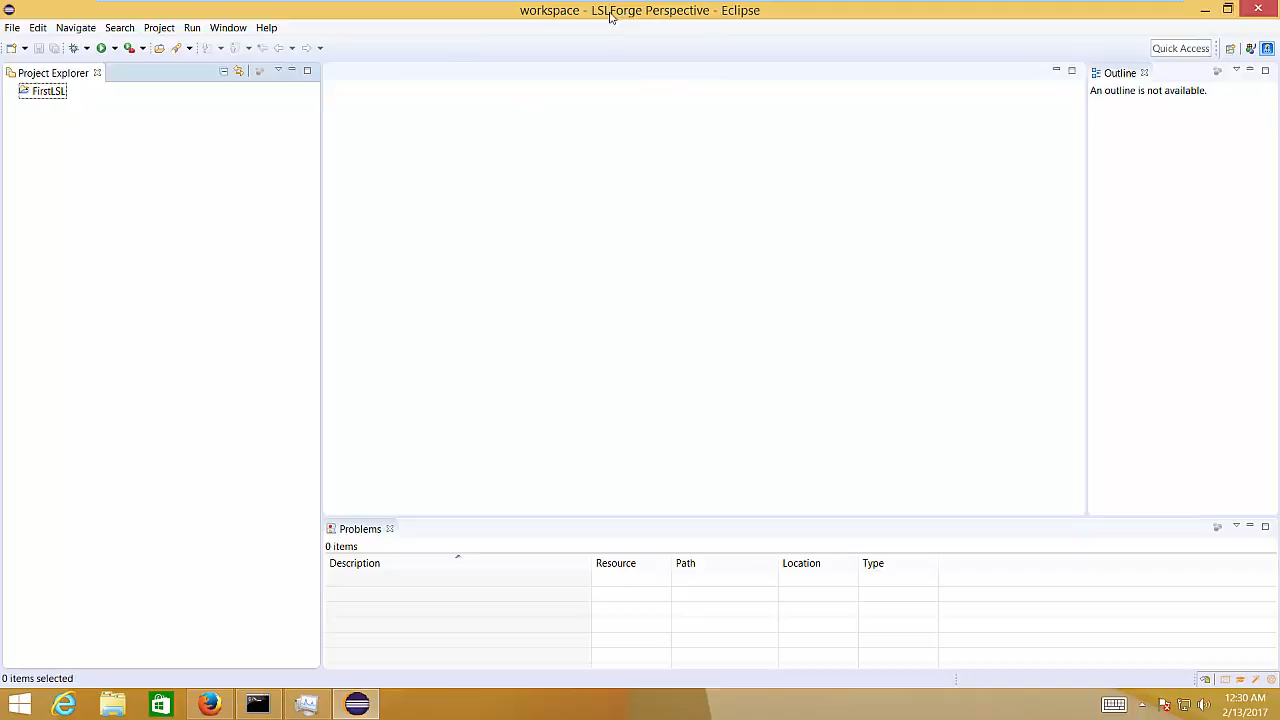 workspace - LSLForge Perspective - Eclipse
File Edit Navigate Search Project Run Window Help
Quick Access
Project Explorer
FirstLSL
Outline
An outline is not available.
Problems
0 items
Description Resource Path Location Type
0 items selected
12:30 AM
2/13/2017